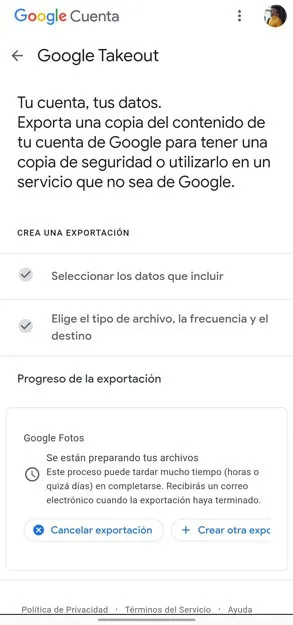 Google Cuenta
Google Takeout
Tu cuenta, tus datos.
Exporta una copia del contenido de
tu cuenta de Google para tener una
copia de seguridad o utilizarlo en un
servicio que no sea de Google.
CREA UNA EXPORTACIÓN
Seleccionar los datos que incluir
Elige el tipo de archivo, la frecuencia y el
destino
Progreso de la exportación
Google Fotos
Se están preparando tus archivos
Este proceso puede tardar mucho tiempo (horas o
quizá días) en completarse. Recibirás un correo
electrónico cuando la exportación haya terminado.
Cancelar exportación
Crear otra expo
Política de Privacidad · Términos del Servicio · Ayuda